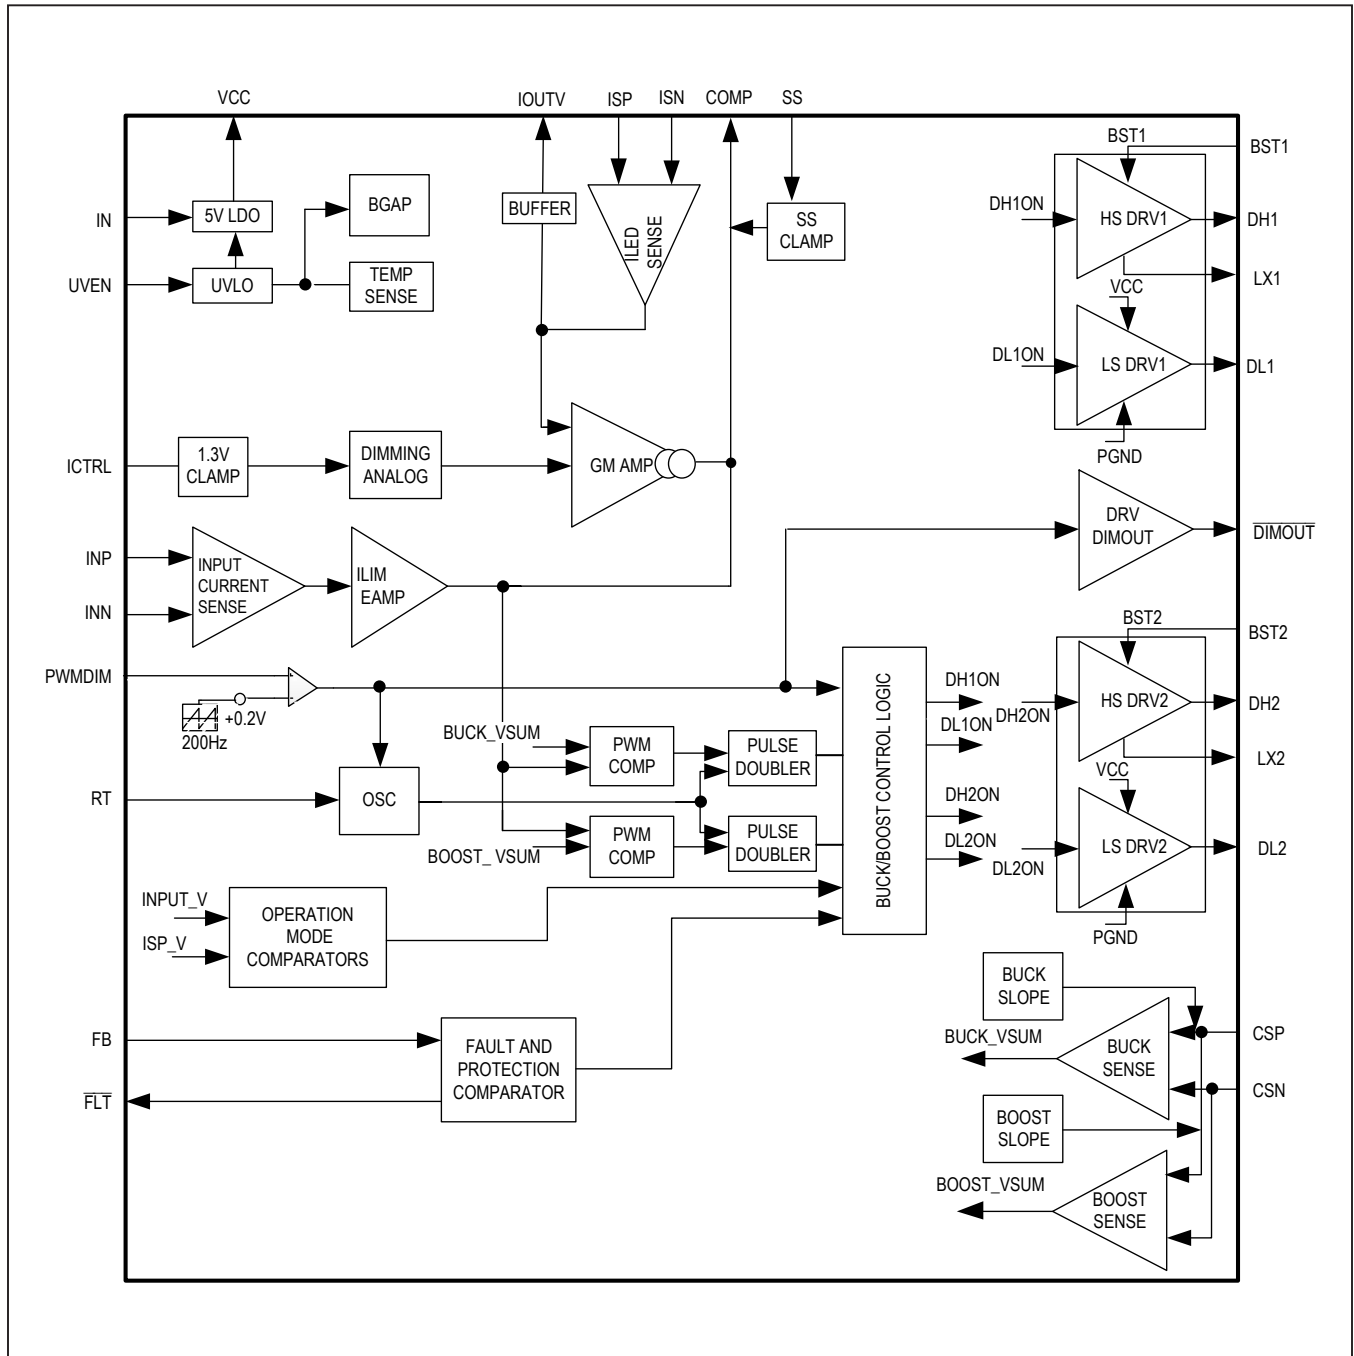 VCC
IOUTV
ISP
ISN
COMP
SS
BST1
BST1
IN
5V LDO
BGAP
BUFFER
ILED
SENSE
SS
CLAMP
DH1ON
HS DRV1
DH1
UVEN
UVLO
TEMP
SENSE
LX1
VCC
DL1ON
LS DRV1
DL1
PGND
ICTRL
1.3V
CLAMP
DIMMING
ANALOG
GM AMP
DRV
DIMOUT
DIMOUT
INP
INN
INPUT
CURRENT
SENSE
ILIM
EAMP
BST2
BST2
PWMDIM
+0.2V
200Hz
BUCK_VSUM
PWM
COMP
PULSE
DOUBLER
BUCK/BOOST CONTROL LOGIC
DH1ON
DL1ON
DH2ON
DL2ON
DH2ON
HS DRV2
DH2
LX2
VCC
RT
OSC
BOOST_ VSUM
PWM
COMP
PULSE
DOUBLER
DL2ON
LS DRV2
DL2
PGND
INPUT_V
ISP_V
OPERATION
MODE
COMPARATORS
BUCK
SLOPE
FB
FLT
FAULT AND
PROTECTION
COMPARATOR
BUCK_VSUM
BUCK
SENSE
CSP
CSN
BOOST
SLOPE
BOOST_VSUM
BOOST
SENSE